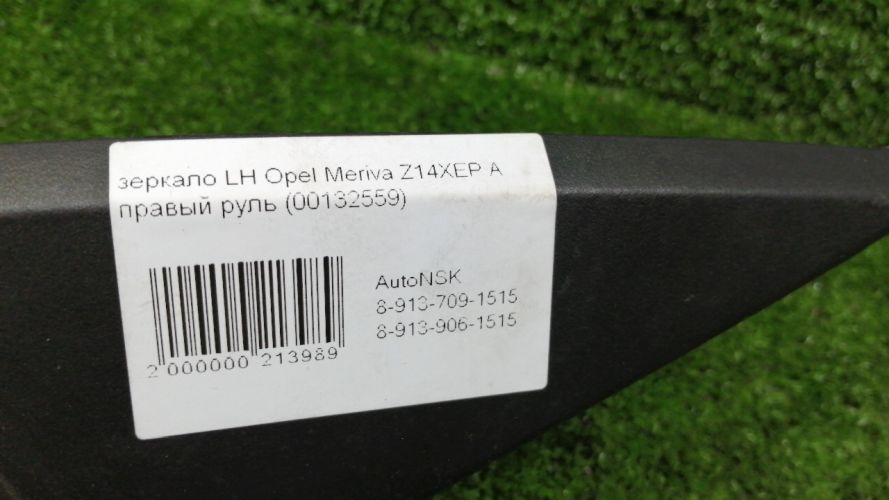 зеркало LH Opel Meriva Z14XEP A
правый руль (00132559)
AutoNSK
8-913-709-1515
8-913-906-1515
2 000000 213989